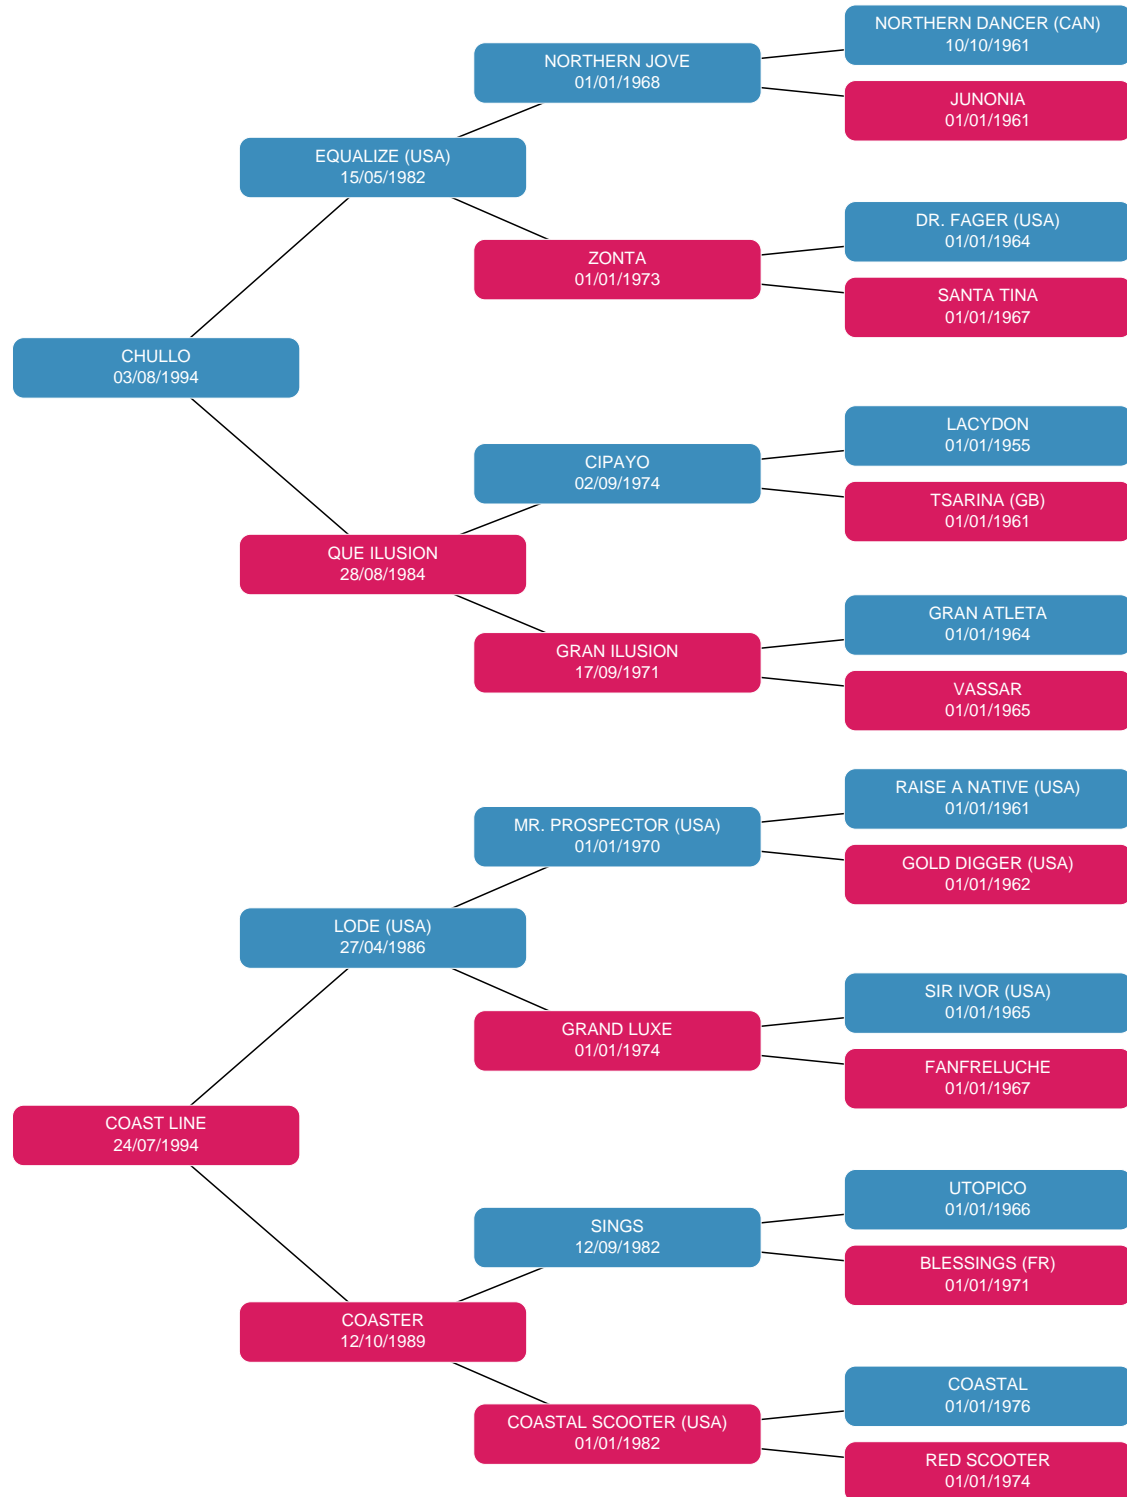 NORTHERN DANCER (CAN)
10/10/1961
NORTHERN JOVE
01/01/1968
JUNONIA
01/01/1961
EQUALIZE (USA)
15/05/1982
DR. FAGER (USA)
01/01/1964
ZONTA
01/01/1973
SANTA TINA
01/01/1967
CHULLO
03/08/1994
LACYDON
01/01/1955
CIPAYO
02/09/1974
TSARINA (GB)
01/01/1961
QUE ILUSION
28/08/1984
GRAN ATLETA
01/01/1964
GRAN ILUSION
17/09/1971
VASSAR
01/01/1965
RAISE A NATIVE (USA)
01/01/1961
MR. PROSPECTOR (USA)
01/01/1970
GOLD DIGGER (USA)
01/01/1962
LODE (USA)
27/04/1986
SIR IVOR (USA)
01/01/1965
GRAND LUXE
01/01/1974
FANFRELUCHE
01/01/1967
COAST LINE
24/07/1994
UTOPICO
01/01/1966
SINGS
12/09/1982
BLESSINGS (FR)
01/01/1971
COASTER
12/10/1989
COASTAL
01/01/1976
COASTAL SCOOTER (USA)
01/01/1982
RED SCOOTER
01/01/1974